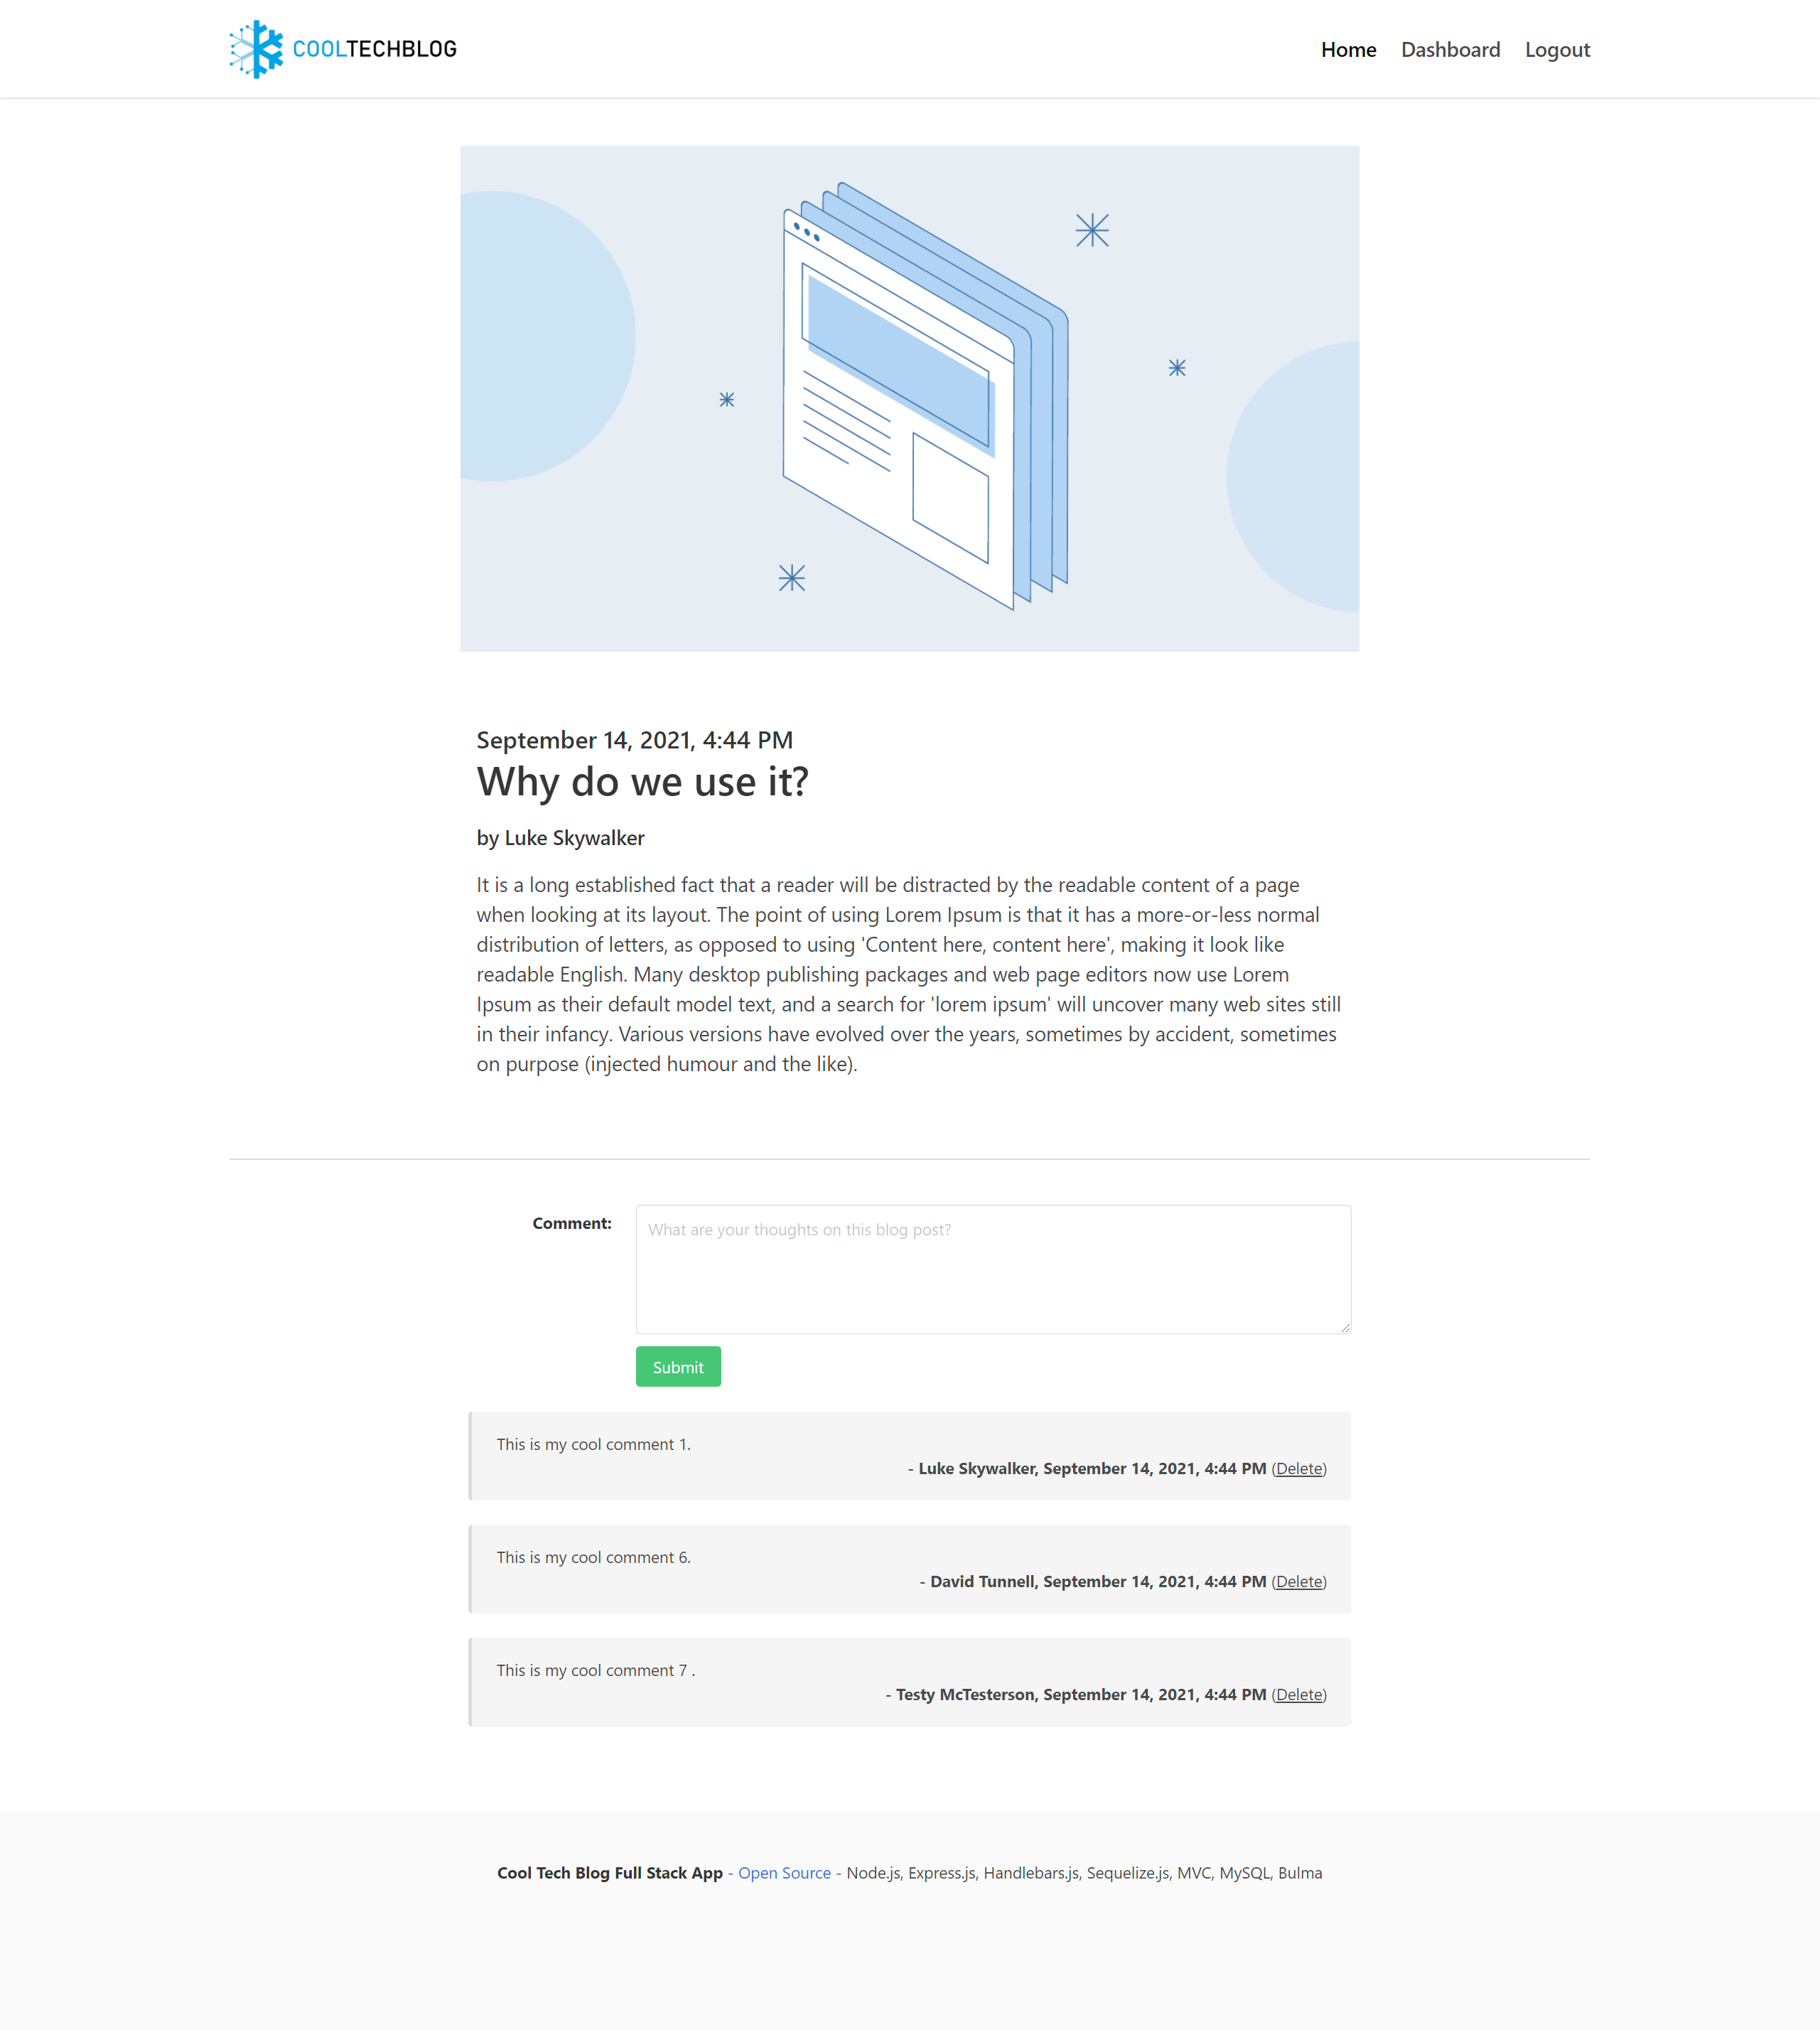 COOLTECHBLOG
Home Dashboard Logout
September 14, 2021, 4:44 PM
Why do we use it?
by Luke Skywalker
It is a long established fact that a reader will be distracted by the readable content of a page
when looking at its layout. The point of using Lorem Ipsum is that it has a more-or-less normal
distribution of letters, as opposed to using 'Content here, content here', making it look like
readable English. Many desktop publishing packages and web page editors now use Lorem
Ipsum as their default model text, and a search for 'lorem ipsum' will uncover many web sites still
in their infancy. Various versions have evolved over the years, sometimes by accident, sometimes
on purpose (injected humour and the like).
Comment:
What are your thoughts on this blog post?
Submit
This is my cool comment 1.
- Luke Skywalker, September 14, 2021, 4:44 PM (Delete)
This is my cool comment 6.
- David Tunnell, September 14, 2021, 4:44 PM (Delete)
This is my cool comment 7 .
- Testy McTesterson, September 14, 2021, 4:44 PM (Delete)
Cool Tech Blog Full Stack App - Open Source - Node.js, Express.js, Handlebars.js, Sequelize.js, MVC, MySQL, Bulma